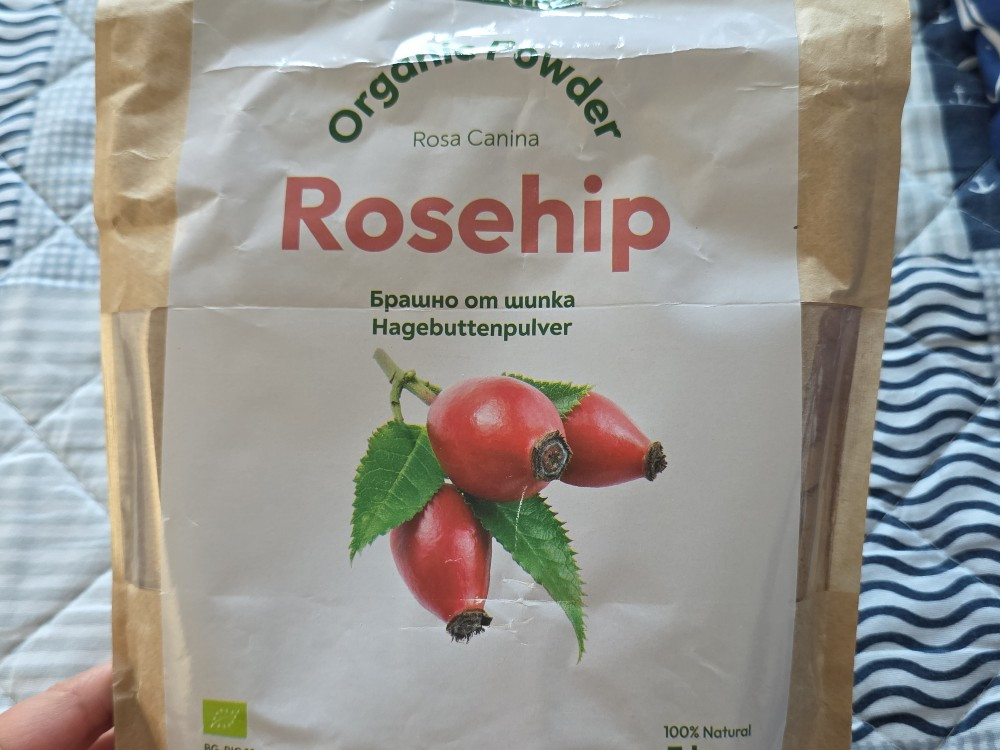 Organic Powder
Rosa Canina
Rosehip
Брашно от шипка
Hagebuttenpulver
100% Natural